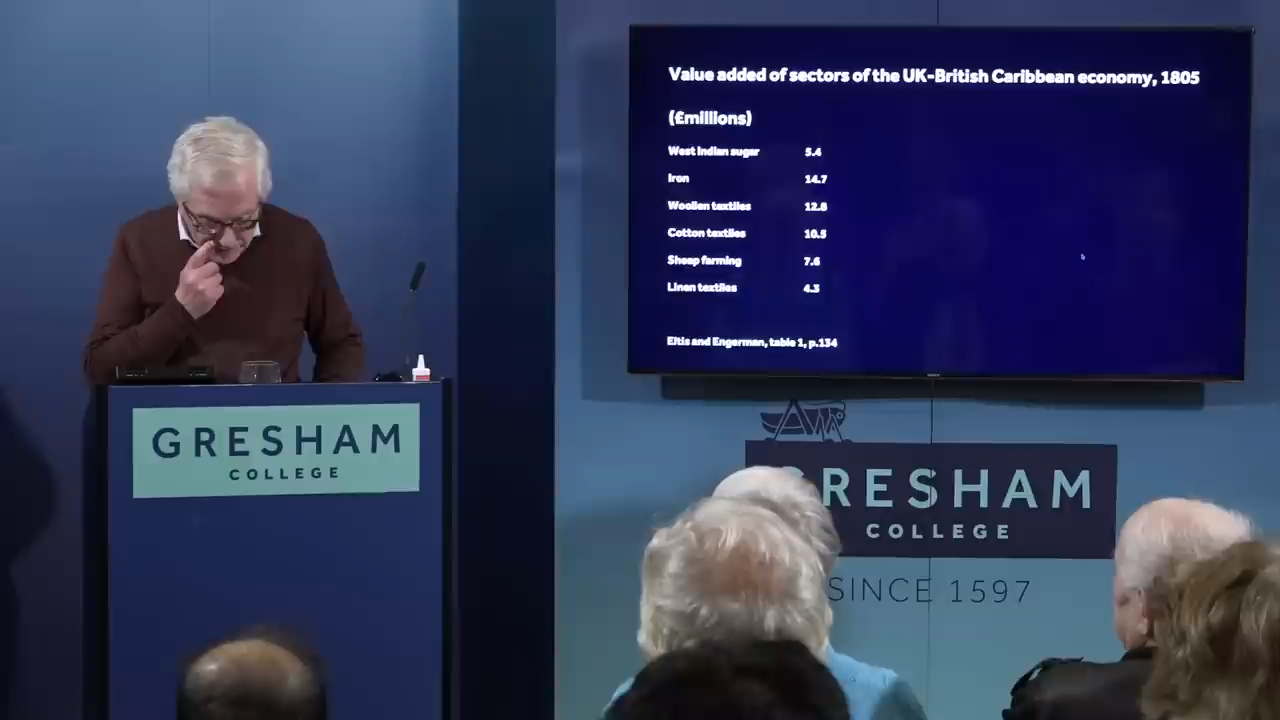 Value added of sectors of the UK-British Caribbean economy, 1805
(£millions)
West Indian sugar 5.4
Iron 14.7
Woollen textiles 12.8
Cotton textiles 10.5
Sheep farming 7.6
Linen textiles 4.3
Eltis and Engerman, table 1, p.134
GRESHAM
COLLEGE
RESHAM
COLLEGE
SINCE 1597